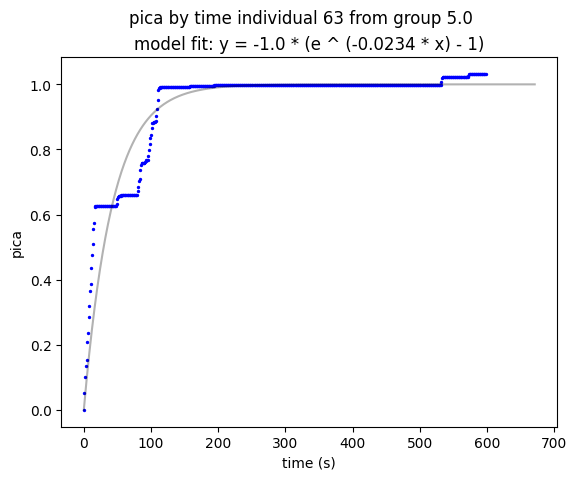 pica by time individual 63 from group 5.0
model fit: y = -1.0 * (e ^ (-0.0234 * x) - 1)
1.0
0.8
0.6
0.4
0.2
0.0
pica
0 100 200 300 400 500 600 700
time (s)